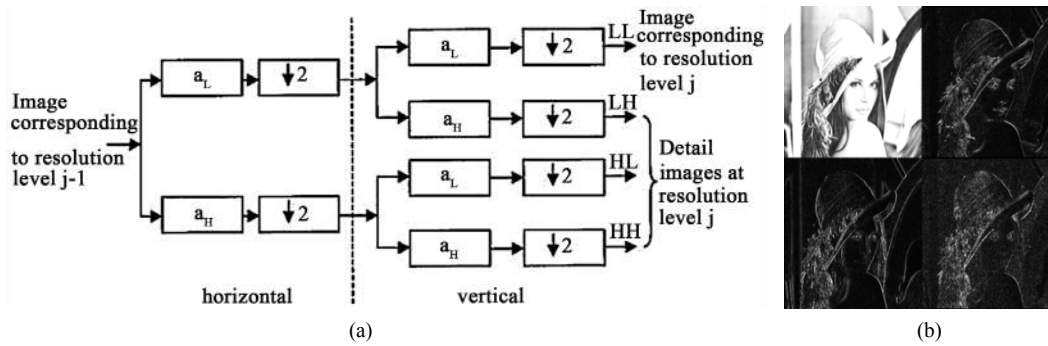 Image
corresponding
to resolution
level j-1
a_L
↓2
a_H
↓2
a_L
↓2
LL
Image
corresponding
to resolution
level j
a_H
↓2
LH
a_L
↓2
HL
a_H
↓2
HH
Detail
images at
resolution
level j
horizontal
vertical
(a)
(b)